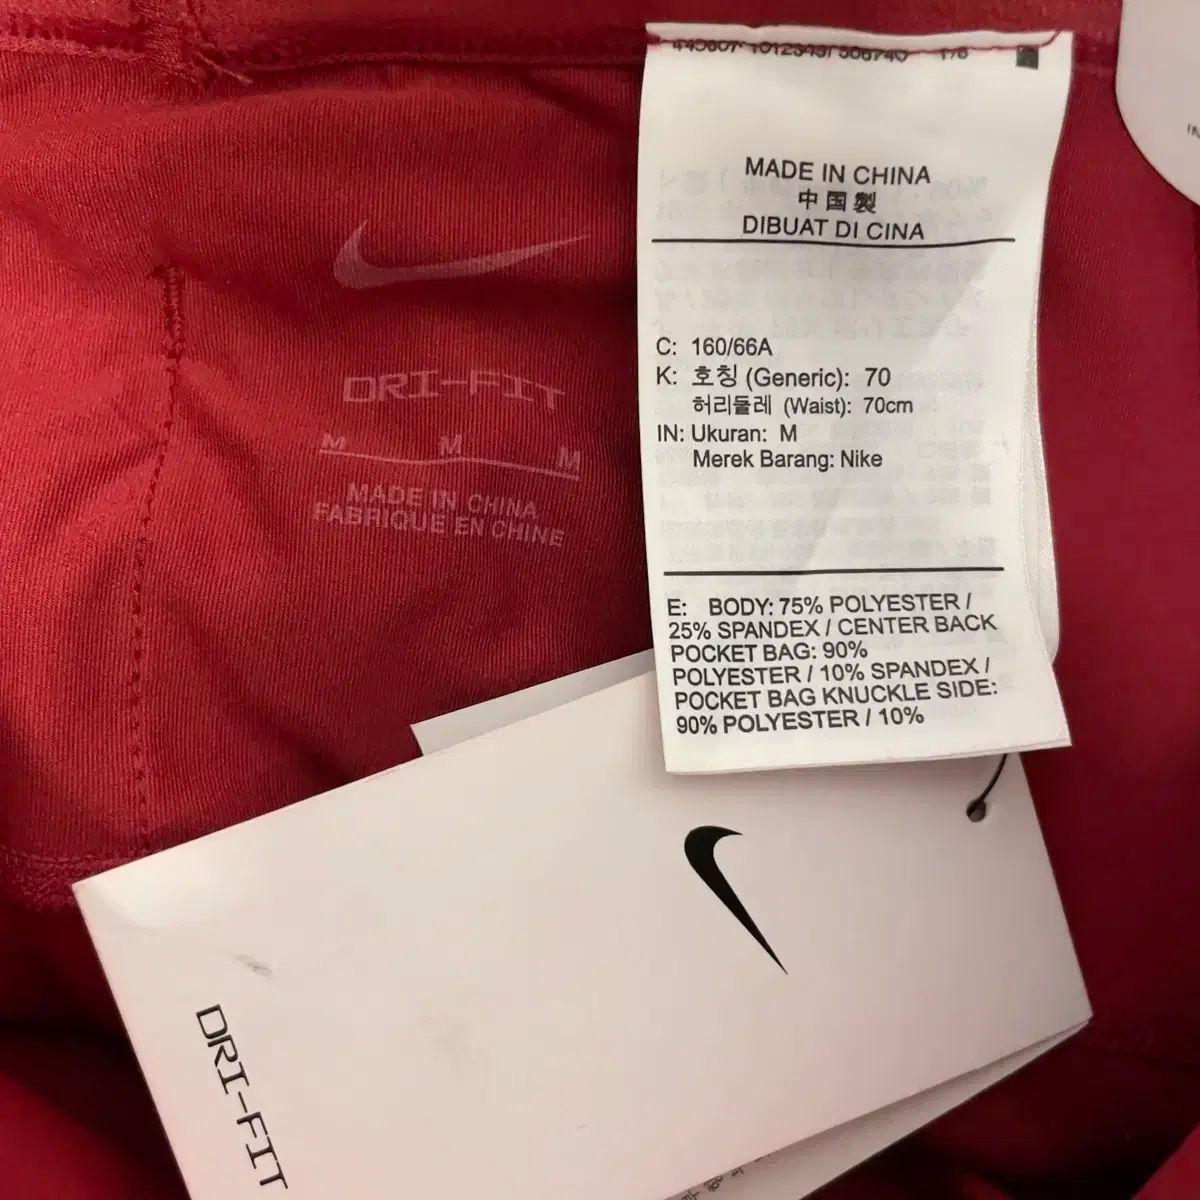 MADE IN CHINA
中国製
DIBUAT DI CINA
C: 160/66A
K: 호칭 (Generic): 70
허리둘레 (Waist): 70cm
IN: Ukuran: M
Merek Barang: Nike
E: BODY: 75% POLYESTER /
25% SPANDEX / CENTER BACK
POCKET BAG: 90%
POLYESTER / 10% SPANDEX /
POCKET BAG KNUCKLE SIDE:
90% POLYESTER / 10%
DRI-FIT
M M M
MADE IN CHINA
FABRIQUE EN CHINE
DRI-FIT